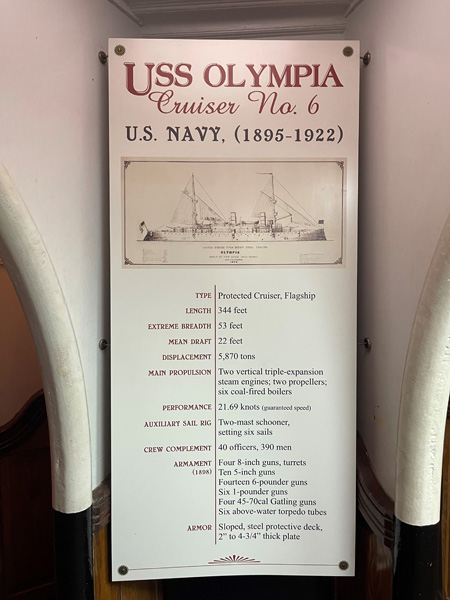 USS OLYMPIA
Cruiser No. 6
U.S. NAVY, (1895-1922)
OLYMPIA
TYPE Protected Cruiser, Flagship
LENGTH 344 feet
EXTREME BREADTH 53 feet
MEAN DRAFT 22 feet
DISPLACEMENT 5,870 tons
MAIN PROPULSION Two vertical triple-expansion
steam engines; two propellers;
six coal-fired boilers
PERFORMANCE 21.69 knots (guaranteed speed)
AUXILIARY SAIL RIG Two-mast schooner,
setting six sails
CREW COMPLEMENT 40 officers, 390 men
ARMAMENT Four 8-inch guns, turrets
(1898) Ten 5-inch guns
Fourteen 6-pounder guns
Six 1-pounder guns
Four 45-70cal Gatling guns
Six above-water torpedo tubes
ARMOR Sloped, steel protective deck,
2" to 4-3/4" thick plate